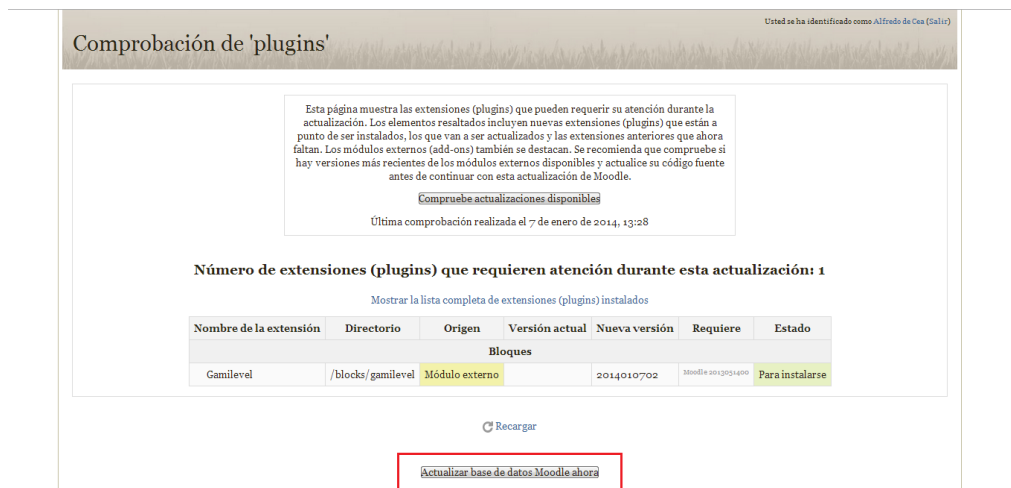 Usted se ha identificado como Alfredo de Cea (Salir)
Comprobación de 'plugins'
Esta página muestra las extensiones (plugins) que pueden requerir su atención durante la
actualización. Los elementos resaltados incluyen nuevas extensiones (plugins) que están a
punto de ser instalados, los que van a ser actualizados y las extensiones anteriores que ahora
faltan. Los módulos externos (add-ons) también se destacan. Se recomienda que compruebe si
hay versiones más recientes de los módulos externos disponibles y actualice su código fuente
antes de continuar con esta actualización de Moodle.
Compruebe actualizaciones disponibles
Última comprobación realizada el 7 de enero de 2014, 13:28
Número de extensiones (plugins) que requieren atención durante esta actualización: 1
Mostrar la lista completa de extensiones (plugins) instalados
Nombre de la extensión Directorio Origen Versión actual Nueva versión Requiere Estado
Bloques
Gamilevel /blocks/gamilevel Módulo externo 2014010702 Moodle 2013051400 Para instalarse
Recargar
Actualizar base de datos Moodle ahora